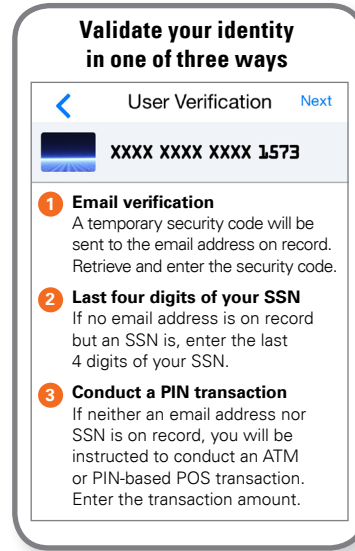 Validate your identity
in one of three ways
User Verification Next
XXXX XXXX XXXX 1573
1 Email verification
A temporary security code will be
sent to the email address on record.
Retrieve and enter the security code.
2 Last four digits of your SSN
If no email address is on record
but an SSN is, enter the last
4 digits of your SSN.
3 Conduct a PIN transaction
If neither an email address nor
SSN is on record, you will be
instructed to conduct an ATM
or PIN-based POS transaction.
Enter the transaction amount.